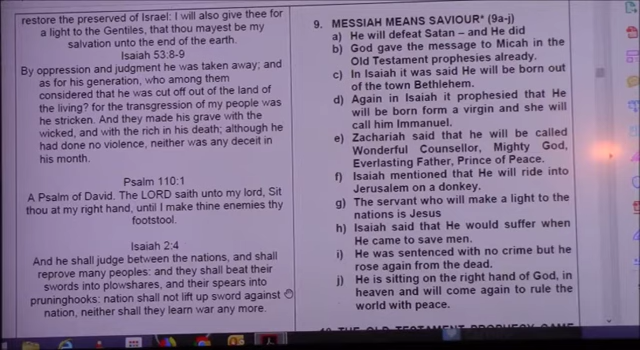 restore the preserved of Israel: I will also give thee for
a light to the Gentiles, that thou mayest be my
salvation unto the end of the earth.
Isaiah 53:8-9
By oppression and judgment he was taken away; and
as for his generation, who among them
considered that he was cut off out of the land of
the living? for the transgression of my people was
he stricken. And they made his grave with the
wicked, and with the rich in his death; although he
had done no violence, neither was any deceit in
his month.
Psalm 110:1
A Psalm of David. The LORD saith unto my lord, Sit
thou at my right hand, until I make thine enemies thy
footstool.
Isaiah 2:4
And he shall judge between the nations, and shall
reprove many peoples: and they shall beat their
swords into plowshares, and their spears into
pruninghooks: nation shall not lift up sword against
nation, neither shall they learn war any more.
9. MESSIAH MEANS SAVIOUR* (9a-j)
a) He will defeat Satan – and He did
b) God gave the message to Micah in the
Old Testament prophesies already.
c) In Isaiah it was said He will be born out
of the town Bethlehem.
d) Again in Isaiah it prophesied that He
will be born form a virgin and she will
call him Immanuel.
e) Zachariah said that he will be called
Wonderful Counsellor, Mighty God,
Everlasting Father, Prince of Peace.
f) Isaiah mentioned that He will ride into
Jerusalem on a donkey.
g) The servant who will make a light to the
nations is Jesus
h) Isaiah said that He would suffer when
He came to save men.
i) He was sentenced with no crime but he
rose again from the dead.
j) He is sitting on the right hand of God, in
heaven and will come again to rule the
world with peace.
10 THE OLD TESTAMENT PROPHECY GAME